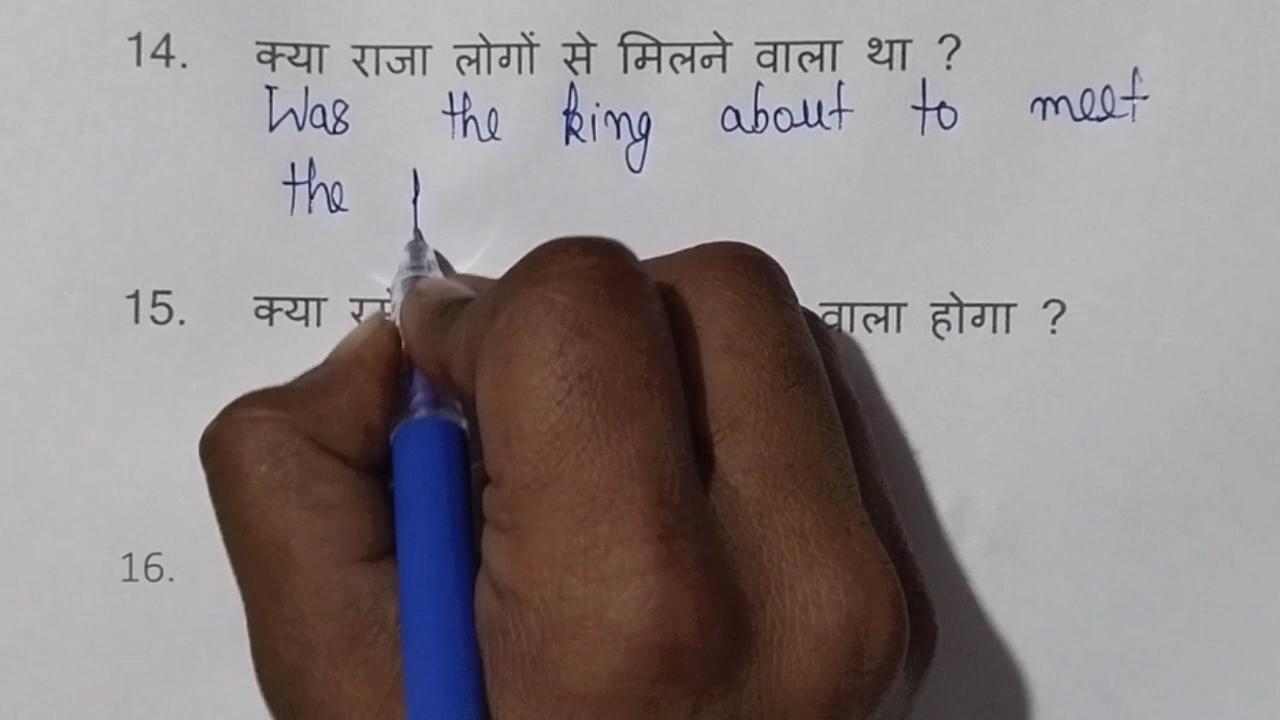 14. क्या राजा लोगों से मिलने वाला था ?
Was the king about to meet
the
15. क्या वाला होगा ?
16.